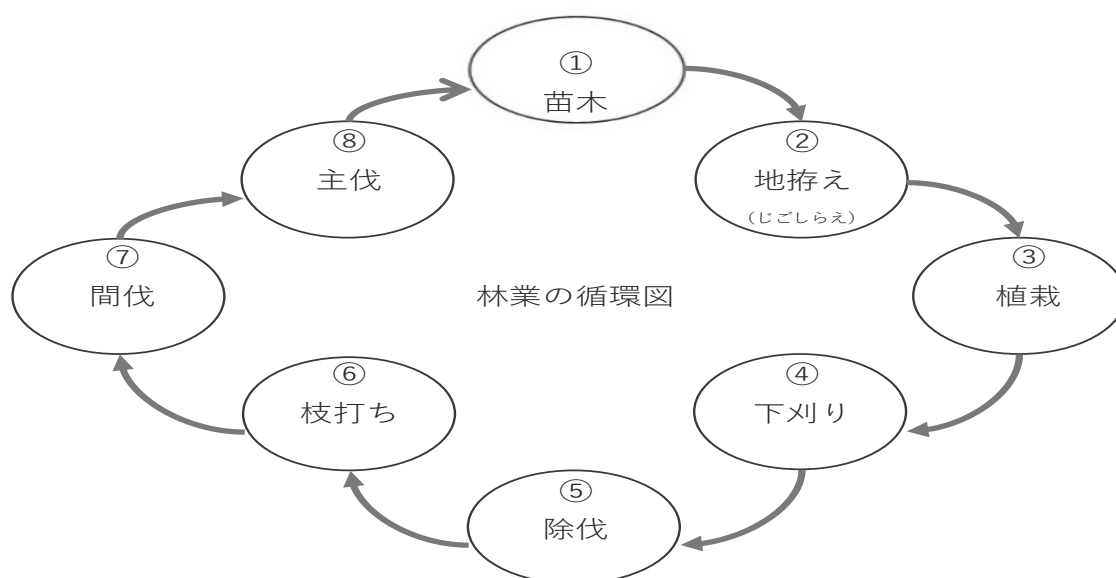 ①
苗木
②
地拵え
（じごしらえ）
③
植栽
④
下刈り
⑤
除伐
⑥
枝打ち
⑦
間伐
⑧
主伐
林業の循環図